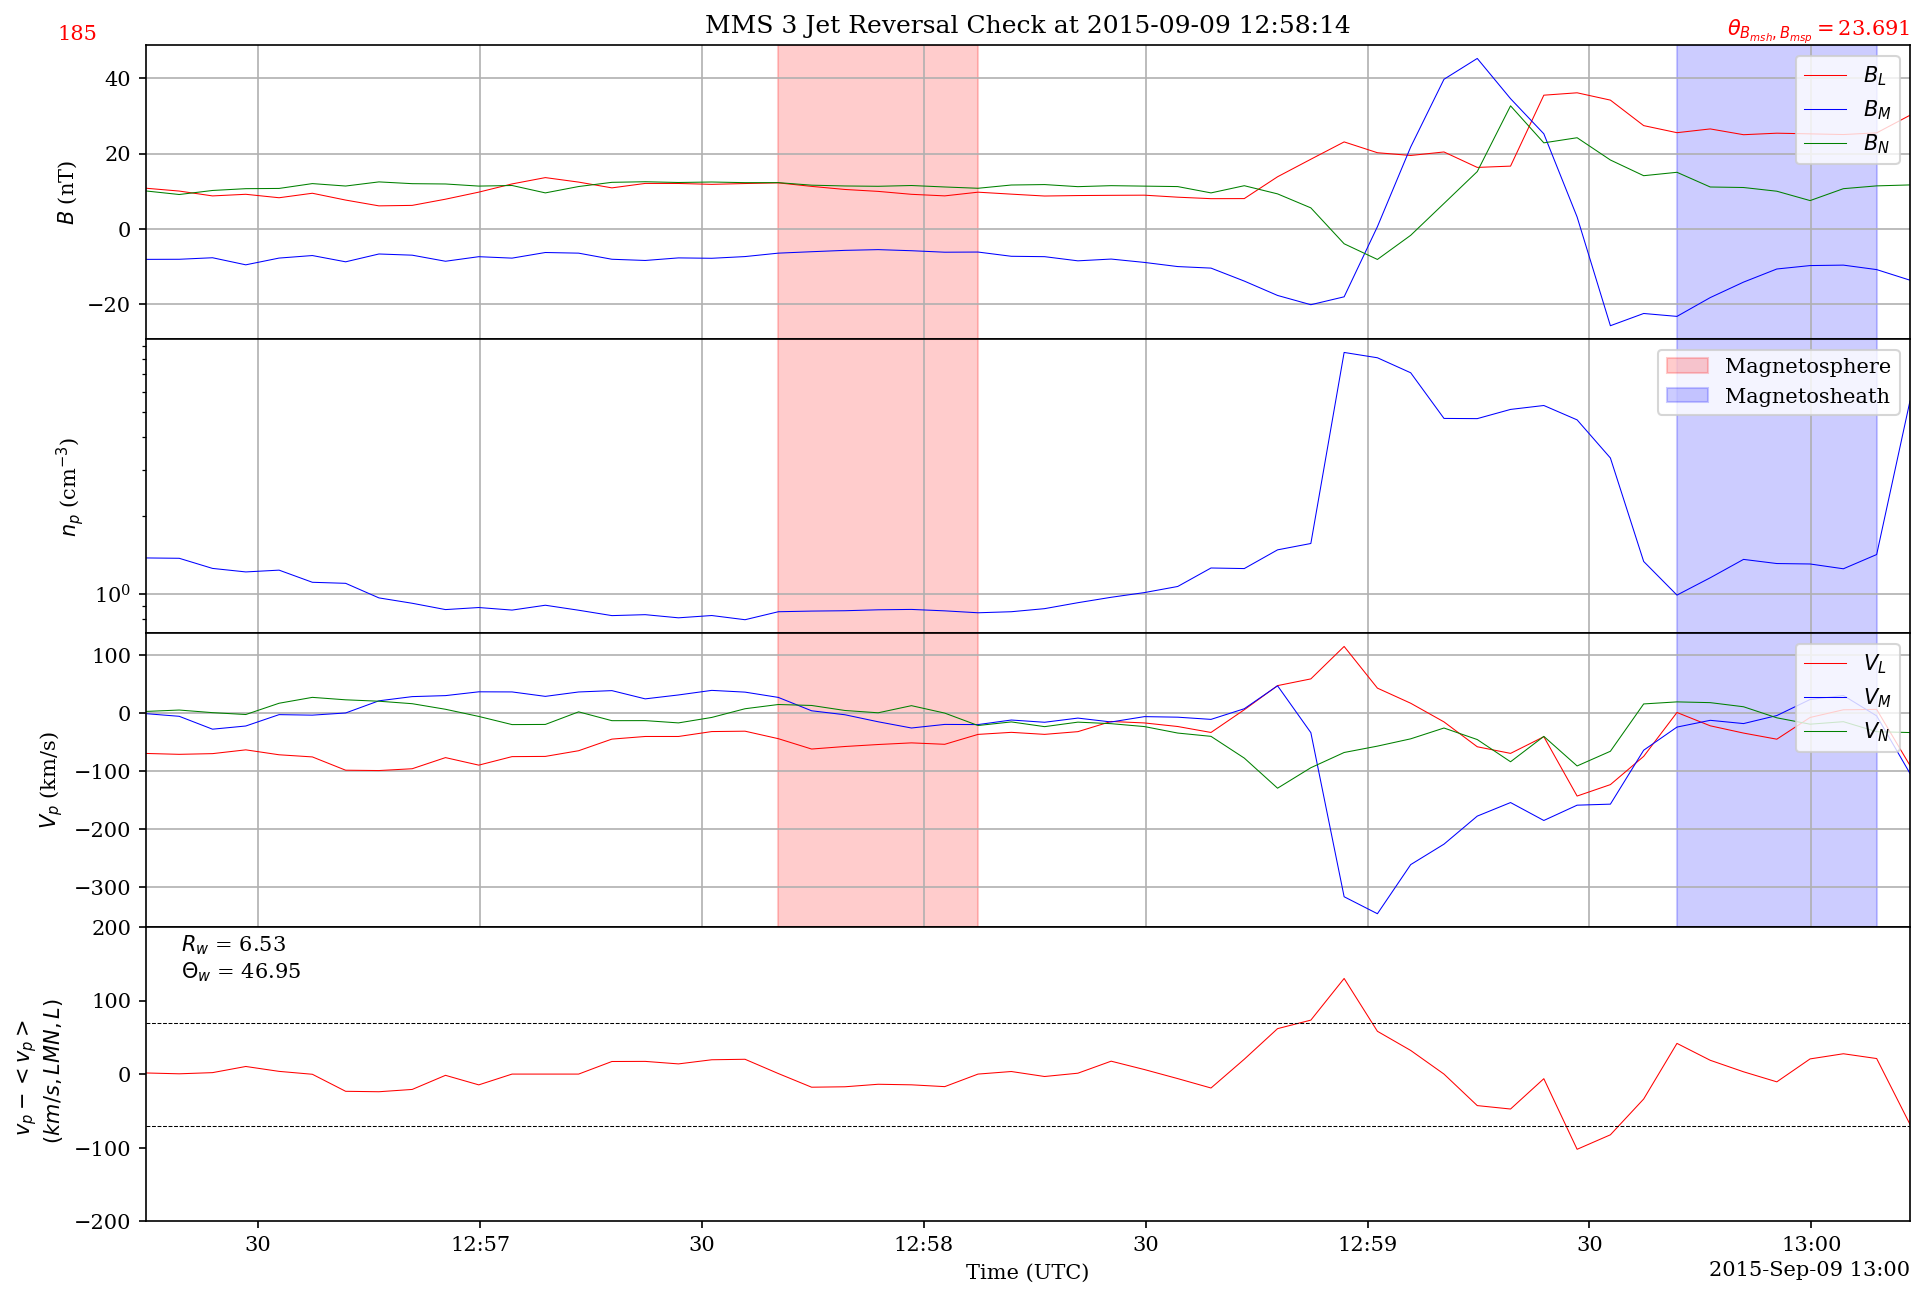 185
MMS 3 Jet Reversal Check at 2015-09-09 12:58:14
θ_{B_{msh}, B_{msp}} = 23.691
B (nT)
40
20
0
−20
B_L
B_M
B_N
n_p (cm^{−3})
10^0
Magnetosphere
Magnetosheath
V_p (km/s)
100
0
−100
−200
−300
V_L
V_M
V_N
v_p − < v_p >
(km/s, LMN, L)
200
100
0
−100
−200
R_w = 6.53
Θ_w = 46.95
30 12:57 30 12:58 30 12:59 30 13:00
Time (UTC)
2015-Sep-09 13:00